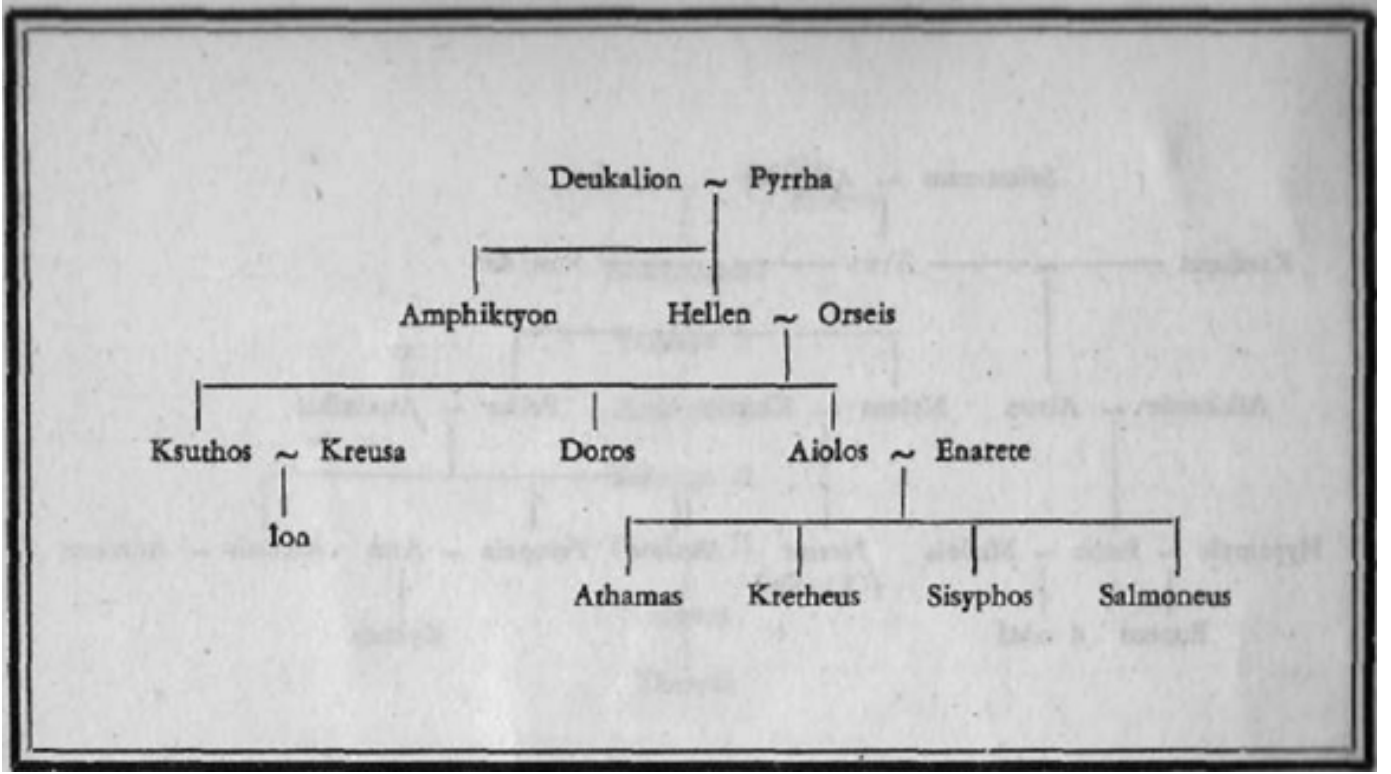 Deukalion ~ Pyrrha
Amphiktyon Hellen ~ Orseis
Ksuthos ~ Kreusa Doros Aiolos ~ Enarete
Ion
Athamas Kretheus Sisyphos Salmoneus